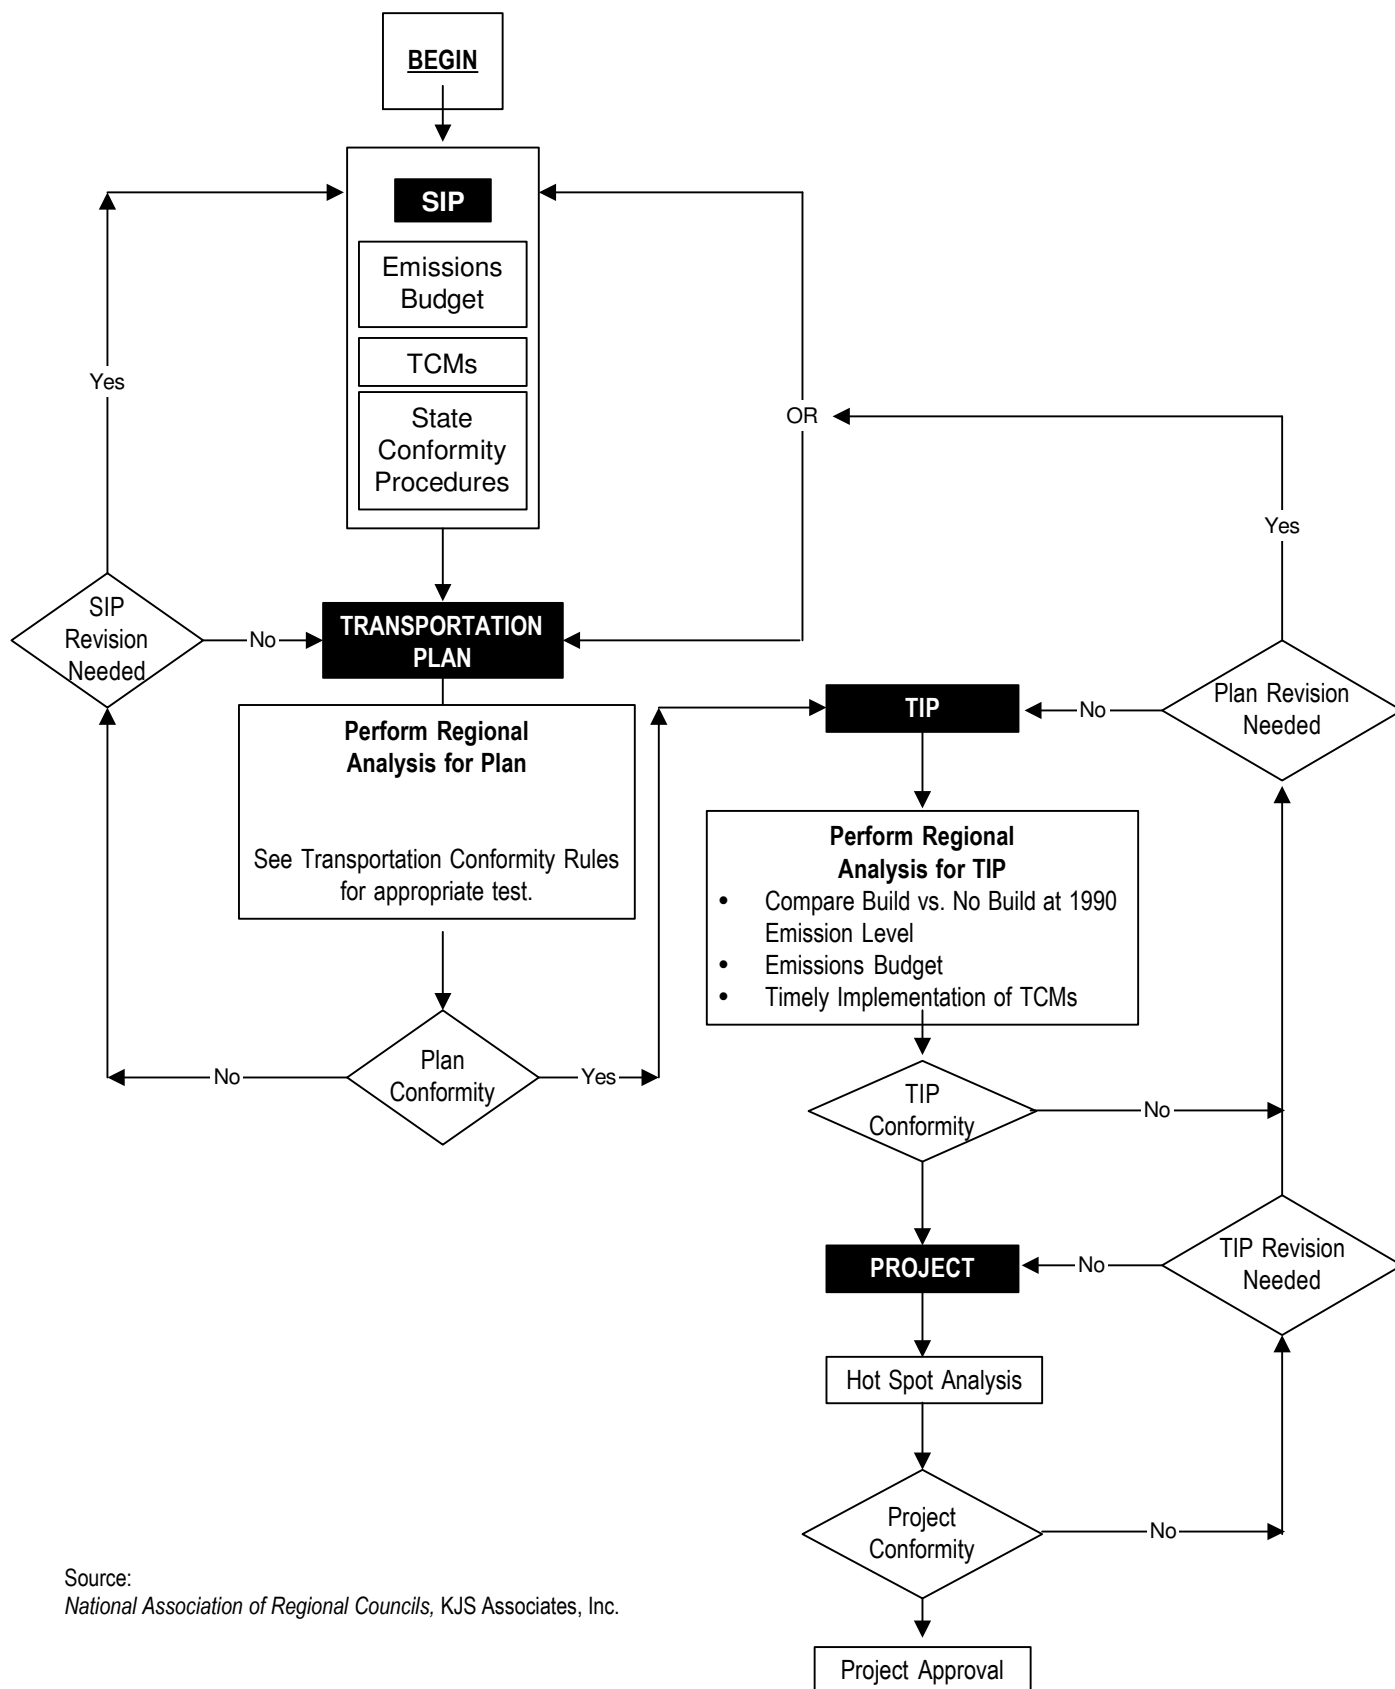 BEGIN
SIP
Emissions
Budget
TCMs
State
Conformity
Procedures
Yes
OR
Yes
SIP
Revision
Needed
No
TRANSPORTATION
PLAN
TIP
No
Plan Revision
Needed
Perform Regional
Analysis for Plan
See Transportation Conformity Rules
for appropriate test.
Perform Regional
Analysis for TIP
• Compare Build vs. No Build at 1990
Emission Level
• Emissions Budget
• Timely Implementation of TCMs
No
Plan
Conformity
Yes
TIP
Conformity
No
PROJECT
No
TIP Revision
Needed
Hot Spot Analysis
Project
Conformity
No
Source:
National Association of Regional Councils, KJS Associates, Inc.
Project Approval